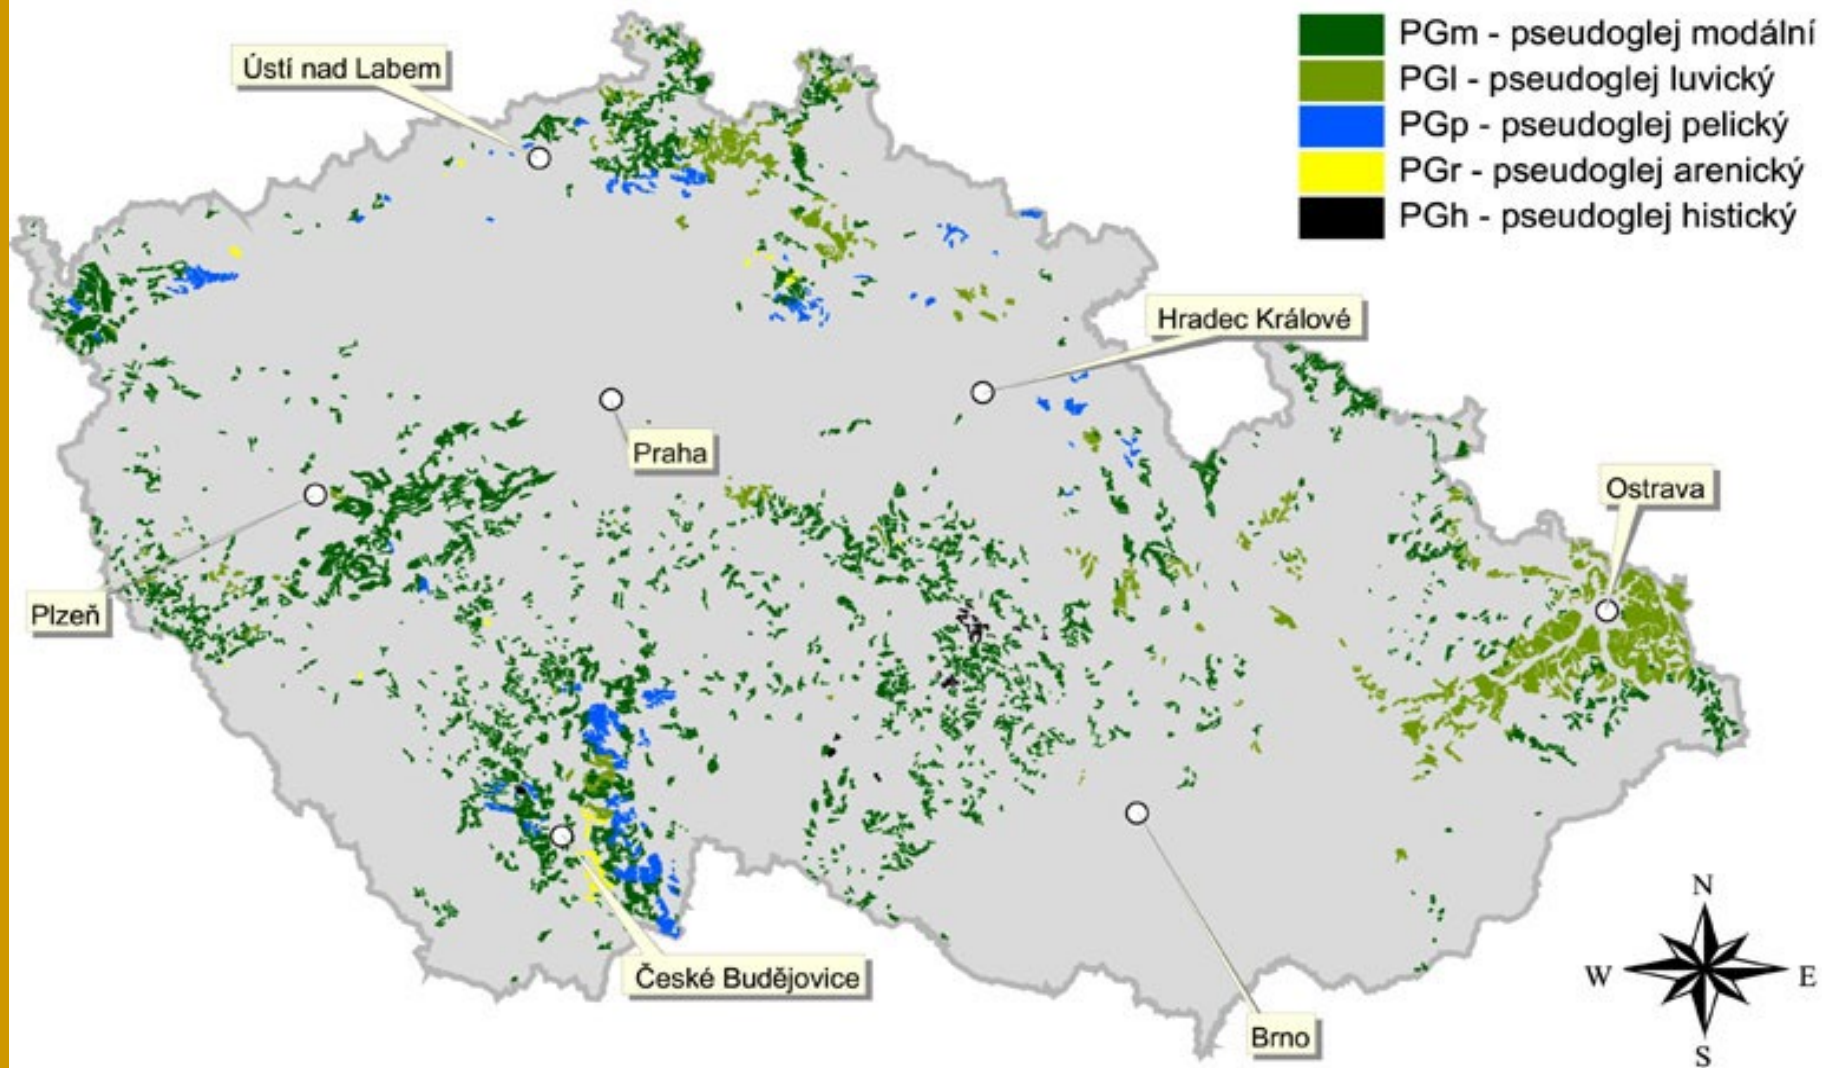 PGm - pseudoglej modální
PGl - pseudoglej luvický
PGp - pseudoglej pelický
PGr - pseudoglej arenický
PGh - pseudoglej histický
Ústí nad Labem
Hradec Králové
Praha
Ostrava
Plzeň
České Budějovice
Brno
N
W
E
S